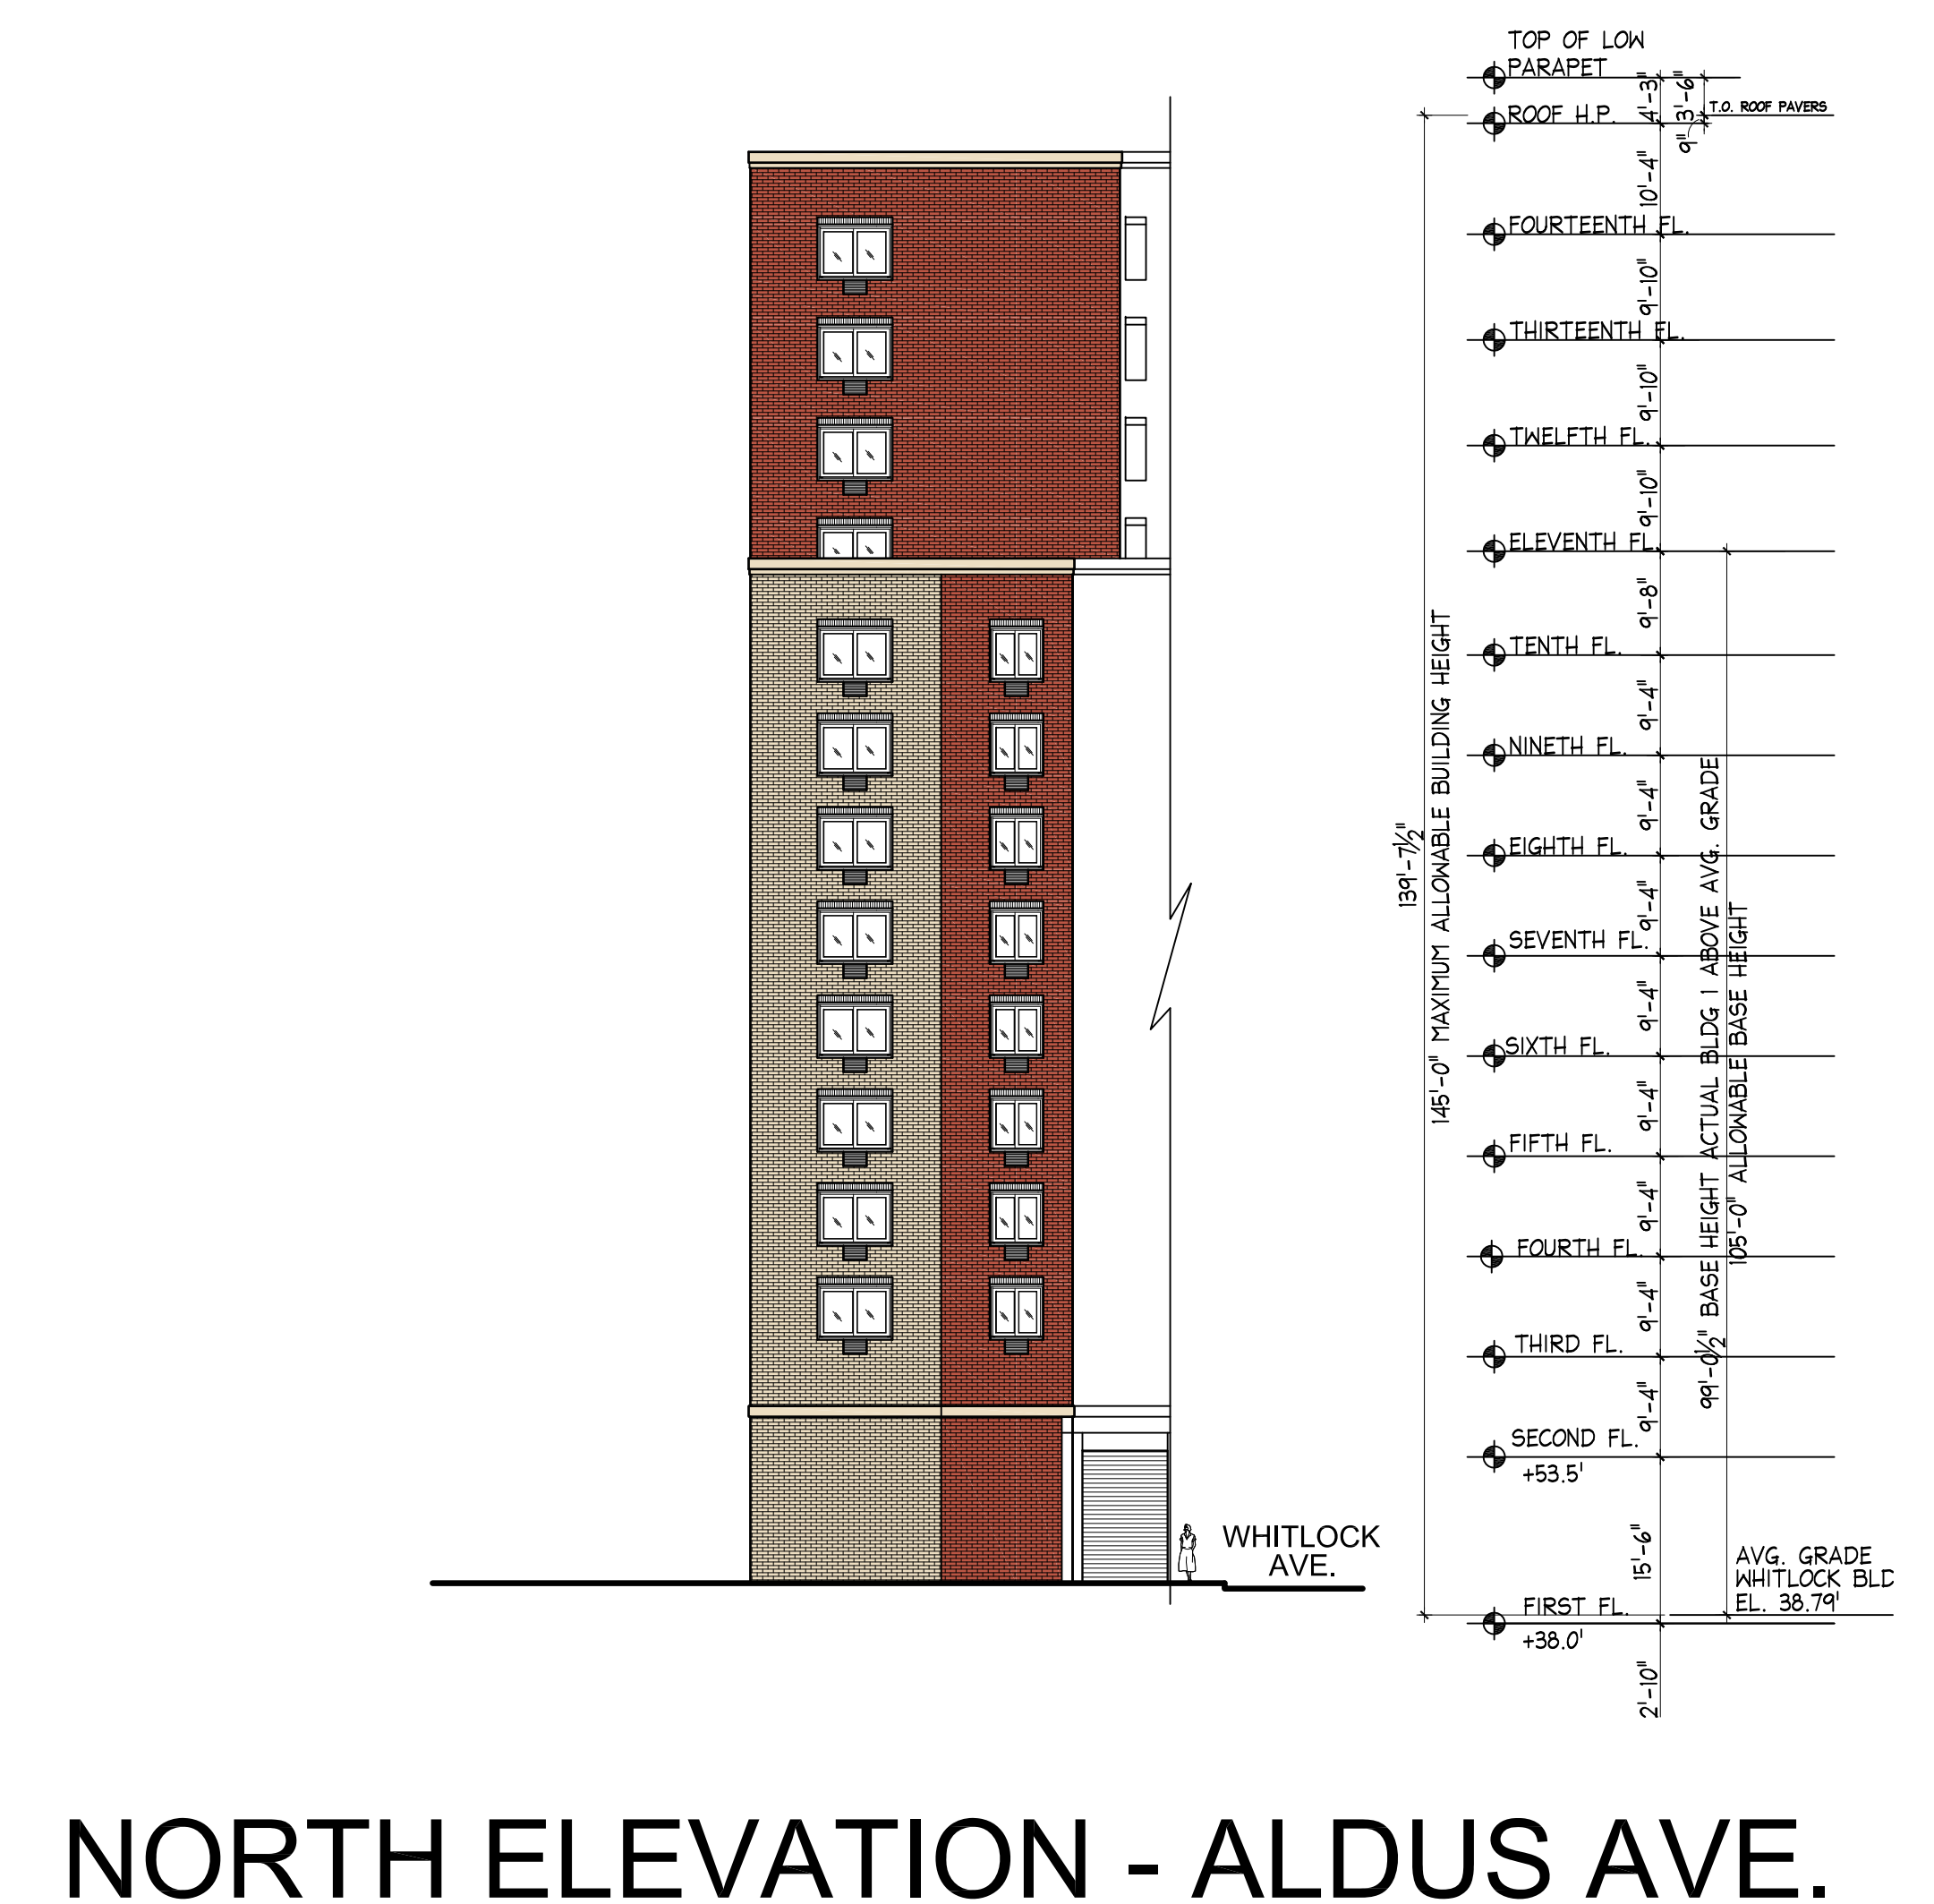 TOP OF LOW
PARAPET
4'-3"
3'-6"
T.O. ROOF PAVERS
ROOF H.P.
9"
10'-4"
FOURTEENTH FL.
9'-10"
THIRTEENTH FL.
9'-10"
TWELFTH FL.
9'-10"
ELEVENTH FL.
9'-8"
TENTH FL.
9'-4"
NINETH FL.
9'-4"
EIGHTH FL.
9'-4"
SEVENTH FL.
9'-4"
SIXTH FL.
9'-4"
FIFTH FL.
9'-4"
FOURTH FL.
9'-4"
THIRD FL.
9'-4"
SECOND FL.
+53.5'
15'-6"
FIRST FL.
+38.0'
2'-10"
139'-7½"
145'-0" MAXIMUM ALLOWABLE BUILDING HEIGHT
99'-0½" BASE HEIGHT ACTUAL BLDG 1 ABOVE AVG. GRADE
105'-0" ALLOWABLE BASE HEIGHT
AVG. GRADE
WHITLOCK BLD
EL. 38.79'
WHITLOCK
AVE.
NORTH ELEVATION - ALDUS AVE.